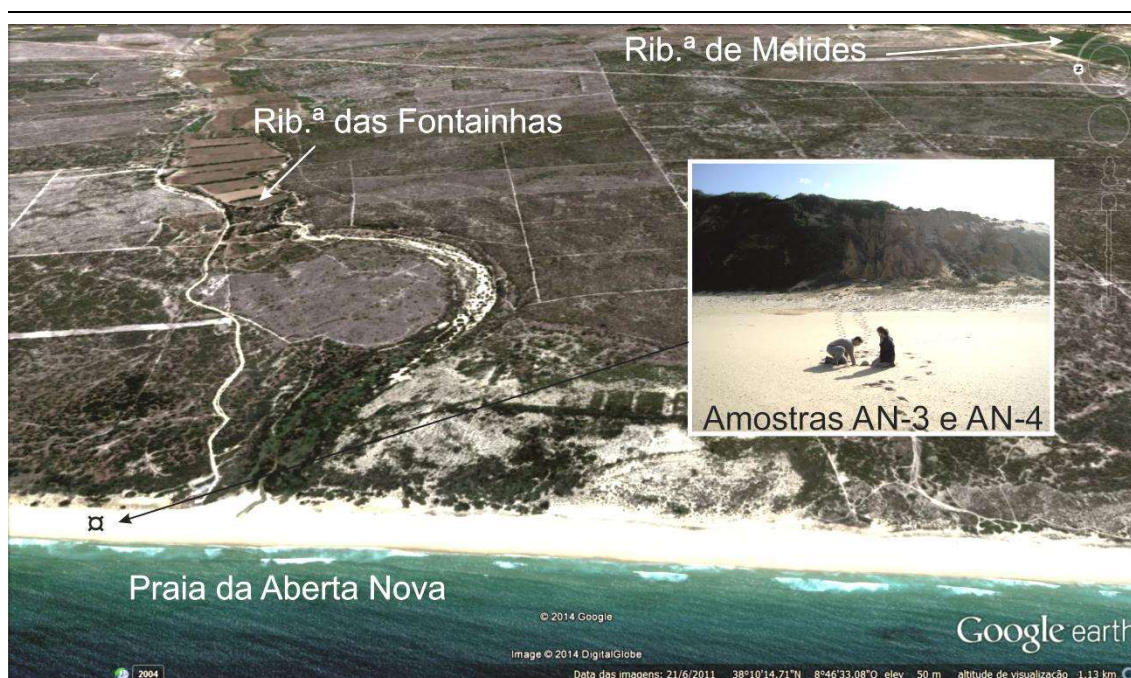 Rib.ª de Melides
Rib.ª das Fontainhas
Amostras AN-3 e AN-4
Praia da Aberta Nova
© 2014 Google
Google earth
Image © 2014 DigitalGlobe
2004
Data das imagens: 21/6/2011 38°10'14.71"N 8°46'33.08"O elev 50 m altitude de visualização 1.13 km